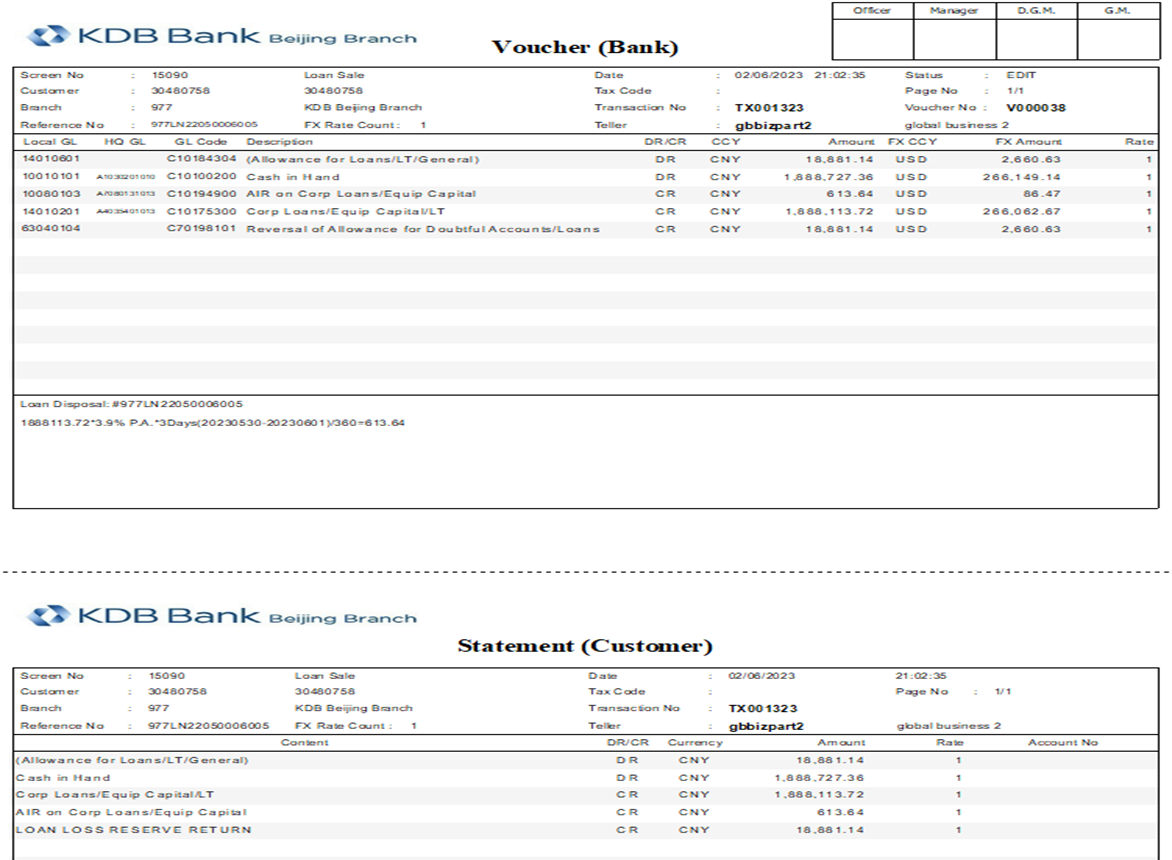 Officer Manager D.G.M. G.M.
KDB Bank Beijing Branch
Voucher (Bank)
Screen No : 15090 Loan Sale Date : 02/06/2023 21:02:35 Status : EDIT
Customer : 30480758 30480758 Tax Code : Page No : 1/1
Branch : 977 KDB Beijing Branch Transaction No : TX001323 Voucher No : V000038
Reference No : 977LN22050006005 FX Rate Count : 1 Teller : gbbizpart2 global business 2
Local GL HQ GL GL Code Description DR/CR CCY Amount FX CCY FX Amount Rate
14010601 C10184304 (Allowance for Loans/LT/General) DR CNY 18,881.14 USD 2,660.63 1
10010101 A1030201010 C10100200 Cash in Hand DR CNY 1,888,727.36 USD 266,149.14 1
10080103 A7080131013 C10194900 AIR on Corp Loans/Equip Capital CR CNY 613.64 USD 86.47 1
14010201 A4035401013 C10175300 Corp Loans/Equip Capital/LT CR CNY 1,888,113.72 USD 266,062.67 1
63040104 C70198101 Reversal of Allowance for Doubtful Accounts/Loans CR CNY 18,881.14 USD 2,660.63 1
Loan Disposal: #977LN22050006005
1888113.72*3.9% P.A.*3Days(20230530-20230601)/360=613.64
KDB Bank Beijing Branch
Statement (Customer)
Screen No : 15090 Loan Sale Date : 02/06/2023 21:02:35
Customer : 30480758 30480758 Tax Code : Page No : 1/1
Branch : 977 KDB Beijing Branch Transaction No : TX001323
Reference No : 977LN22050006005 FX Rate Count : 1 Teller : gbbizpart2 global business 2
Content DR/CR Currency Amount Rate Account No
(Allowance for Loans/LT/General) DR CNY 18,881.14 1
Cash in Hand DR CNY 1,888,727.36 1
Corp Loans/Equip Capital/LT CR CNY 1,888,113.72 1
AIR on Corp Loans/Equip Capital CR CNY 613.64 1
LOAN LOSS RESERVE RETURN CR CNY 18,881.14 1